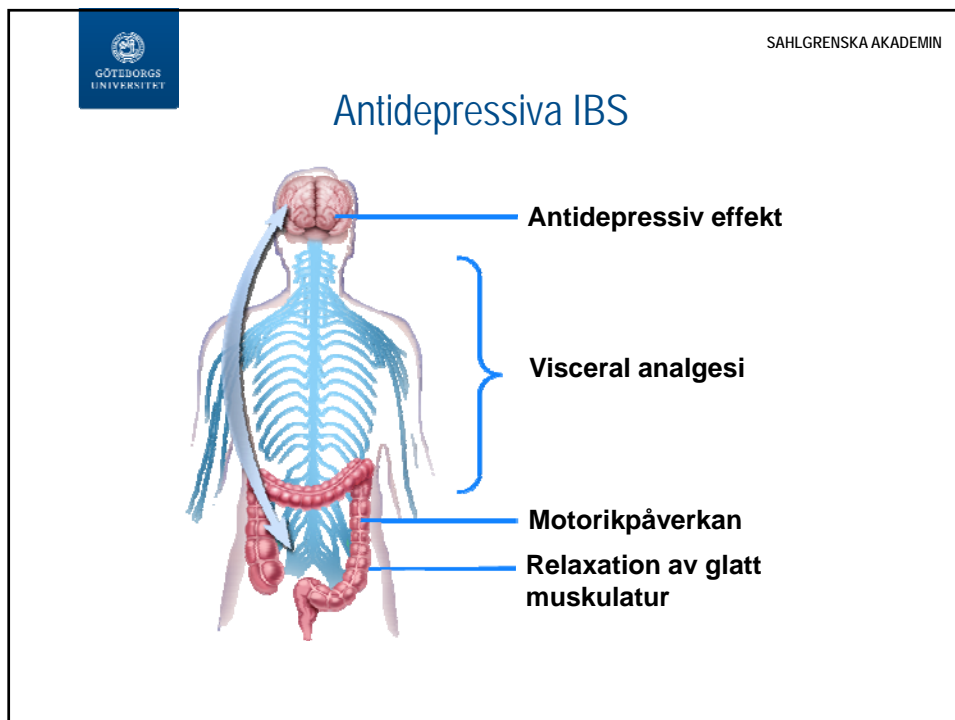 SAHLGRENSKA AKADEMIN
GÖTEBORGS
UNIVERSITET
Antidepressiva IBS
Antidepressiv effekt
Visceral analgesi
Motorikpåverkan
Relaxation av glatt
muskulatur